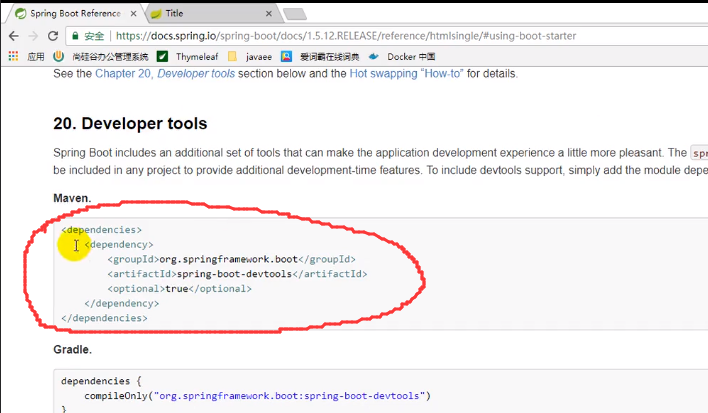 Spring Boot Reference
Title
安全 https://docs.spring.io/spring-boot/docs/1.5.12.RELEASE/reference/htmlsingle/#using-boot-starter
应用 尚硅谷办公管理系统 Thymeleaf javaee 爱词霸在线词典 Docker 中国
See the Chapter 20, Developer tools section below and the Hot swapping “How-to” for details.
20. Developer tools
Spring Boot includes an additional set of tools that can make the application development experience a little more pleasant. The
be included in any project to provide additional development-time features. To include devtools support, simply add the module
Maven.
<dependencies>
<dependency>
<groupId>org.springframework.boot</groupId>
<artifactId>spring-boot-devtools</artifactId>
<optional>true</optional>
</dependency>
</dependencies>
Gradle.
dependencies {
compileOnly("org.springframework.boot:spring-boot-devtools")
}